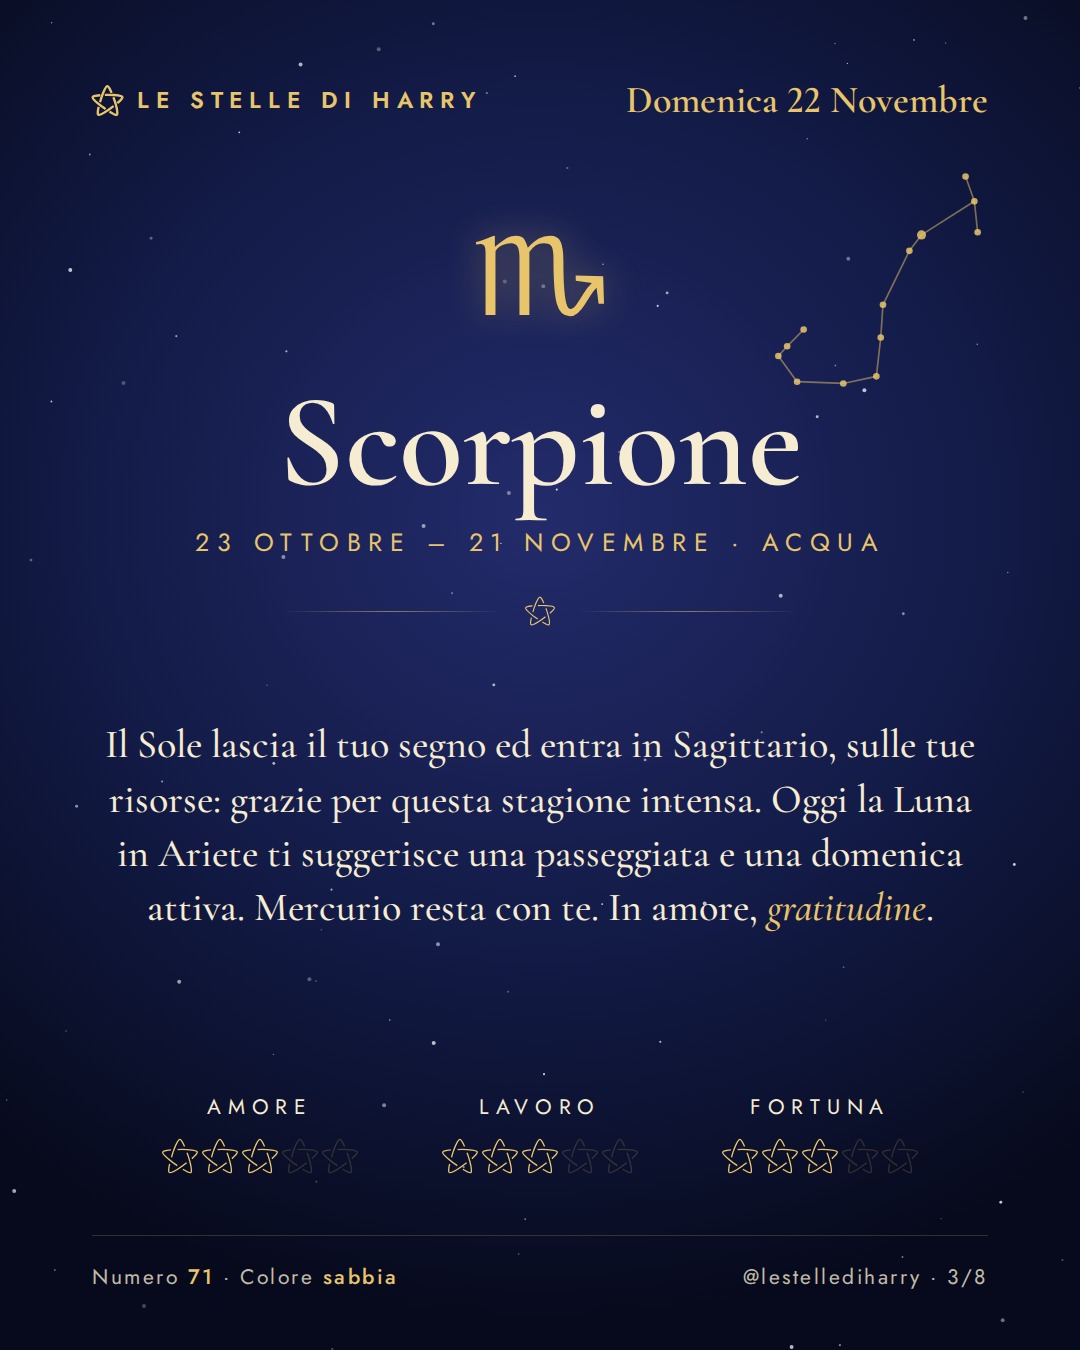 LE STELLE DI HARRY
Domenica 22 Novembre
♏
Scorpione
23 OTTOBRE – 21 NOVEMBRE · ACQUA
Il Sole lascia il tuo segno ed entra in Sagittario, sulle tue
risorse: grazie per questa stagione intensa. Oggi la Luna
in Ariete ti suggerisce una passeggiata e una domenica
attiva. Mercurio resta con te. In amore, gratitudine.
AMORE
LAVORO
FORTUNA
Numero 71 · Colore sabbia
@lestellediharry · 3/8